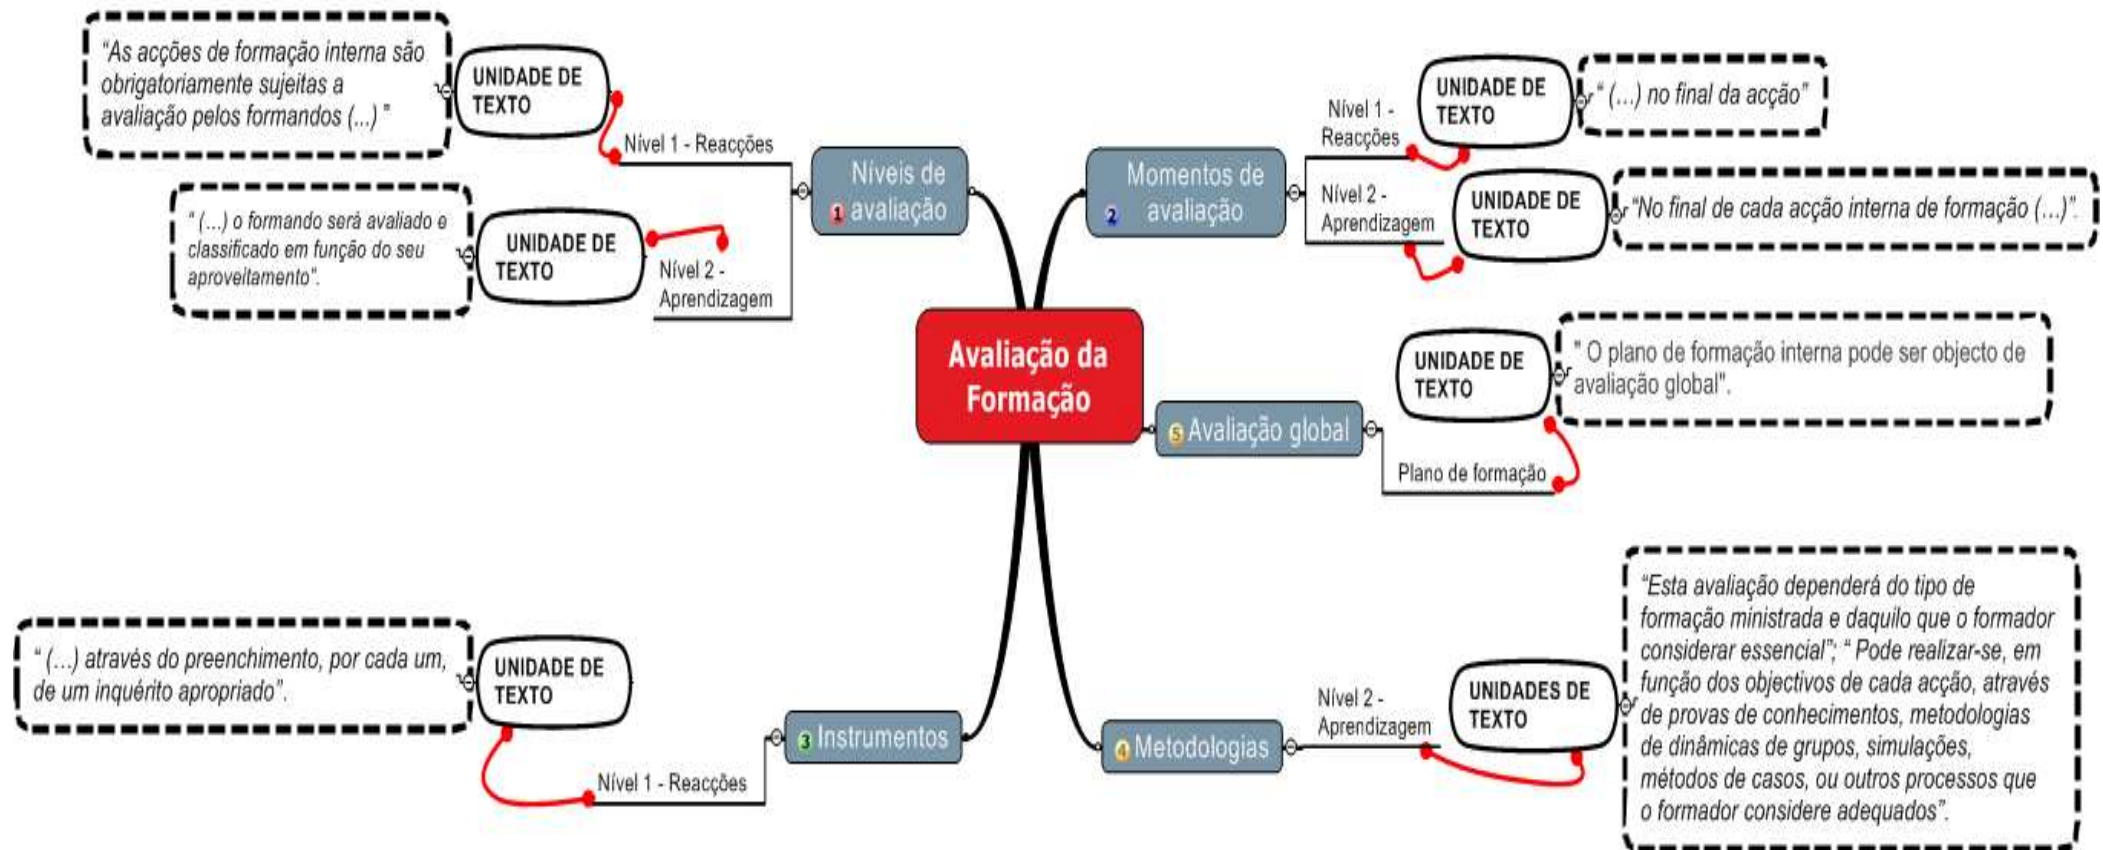 Avaliação da
Formação
1 Níveis de
avaliação
Nível 1 - Reacções
UNIDADE DE
TEXTO
"As acções de formação interna são
obrigatoriamente sujeitas a
avaliação pelos formandos (...) "
Nível 2 -
Aprendizagem
UNIDADE DE
TEXTO
" (...) o formando será avaliado e
classificado em função do seu
aproveitamento".
2 Momentos de
avaliação
Nível 1 -
Reacções
UNIDADE DE
TEXTO
" (...) no final da acção"
Nível 2 -
Aprendizagem
UNIDADE DE
TEXTO
"No final de cada acção interna de formação (...)".
5 Avaliação global
Plano de formação
UNIDADE DE
TEXTO
" O plano de formação interna pode ser objecto de
avaliação global".
3 Instrumentos
Nível 1 - Reacções
UNIDADE DE
TEXTO
" (...) através do preenchimento, por cada um,
de um inquérito apropriado".
4 Metodologias
Nível 2 -
Aprendizagem
UNIDADES DE
TEXTO
"Esta avaliação dependerá do tipo de
formação ministrada e daquilo que o formador
considerar essencial"; " Pode realizar-se, em
função dos objectivos de cada acção, através
de provas de conhecimentos, metodologias
de dinâmicas de grupos, simulações,
métodos de casos, ou outros processos que
o formador considere adequados".